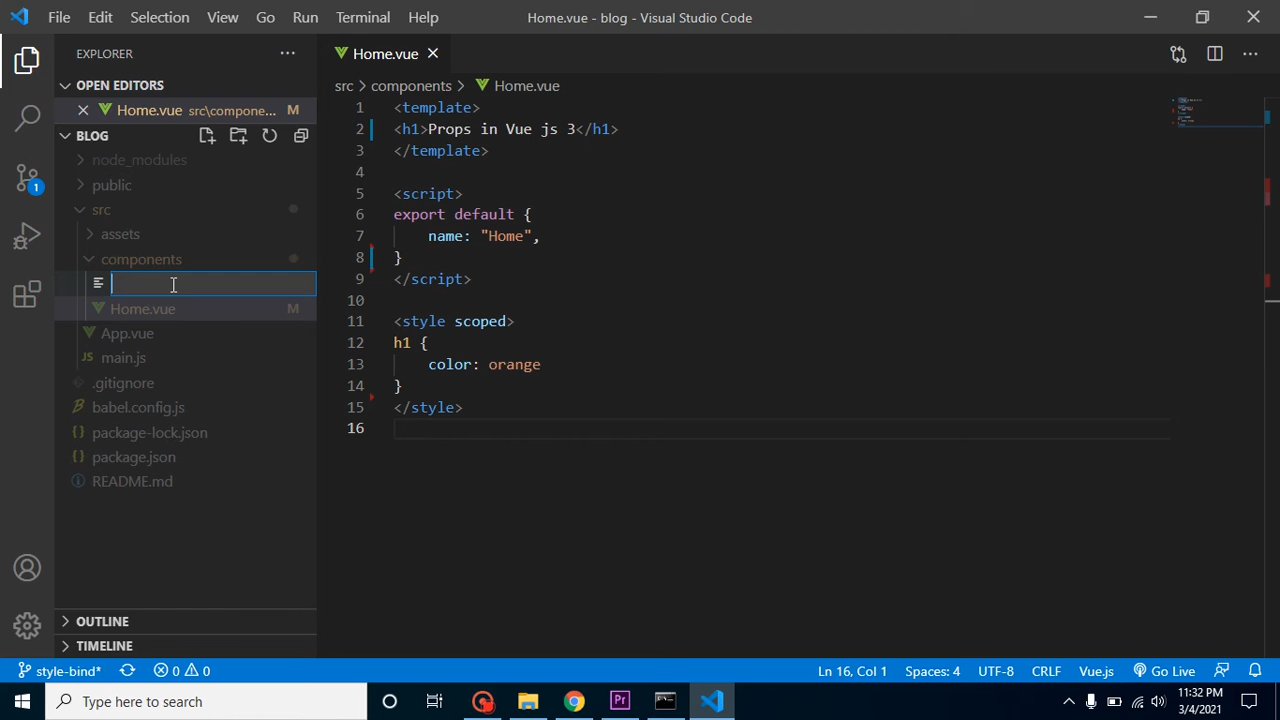 File Edit Selection View Go Run Terminal Help
Home.vue - blog - Visual Studio Code
EXPLORER
OPEN EDITORS
Home.vue src\compone... M
BLOG
node_modules
public
src
assets
components
Home.vue M
App.vue
JS main.js
.gitignore
babel.config.js
package-lock.json
package.json
README.md
OUTLINE
TIMELINE
1
Home.vue
src > components > Home.vue
1 <template>
2 <h1>Props in Vue js 3</h1>
3 </template>
4
5 <script>
6 export default {
7 name: "Home",
8 }
9 </script>
10
11 <style scoped>
12 h1 {
13 color: orange
14 }
15 </style>
16
style-bind* 0 0 Ln 16, Col 1 Spaces: 4 UTF-8 CRLF Vue.js Go Live
Type here to search
Pr
11:32 PM
3/4/2021